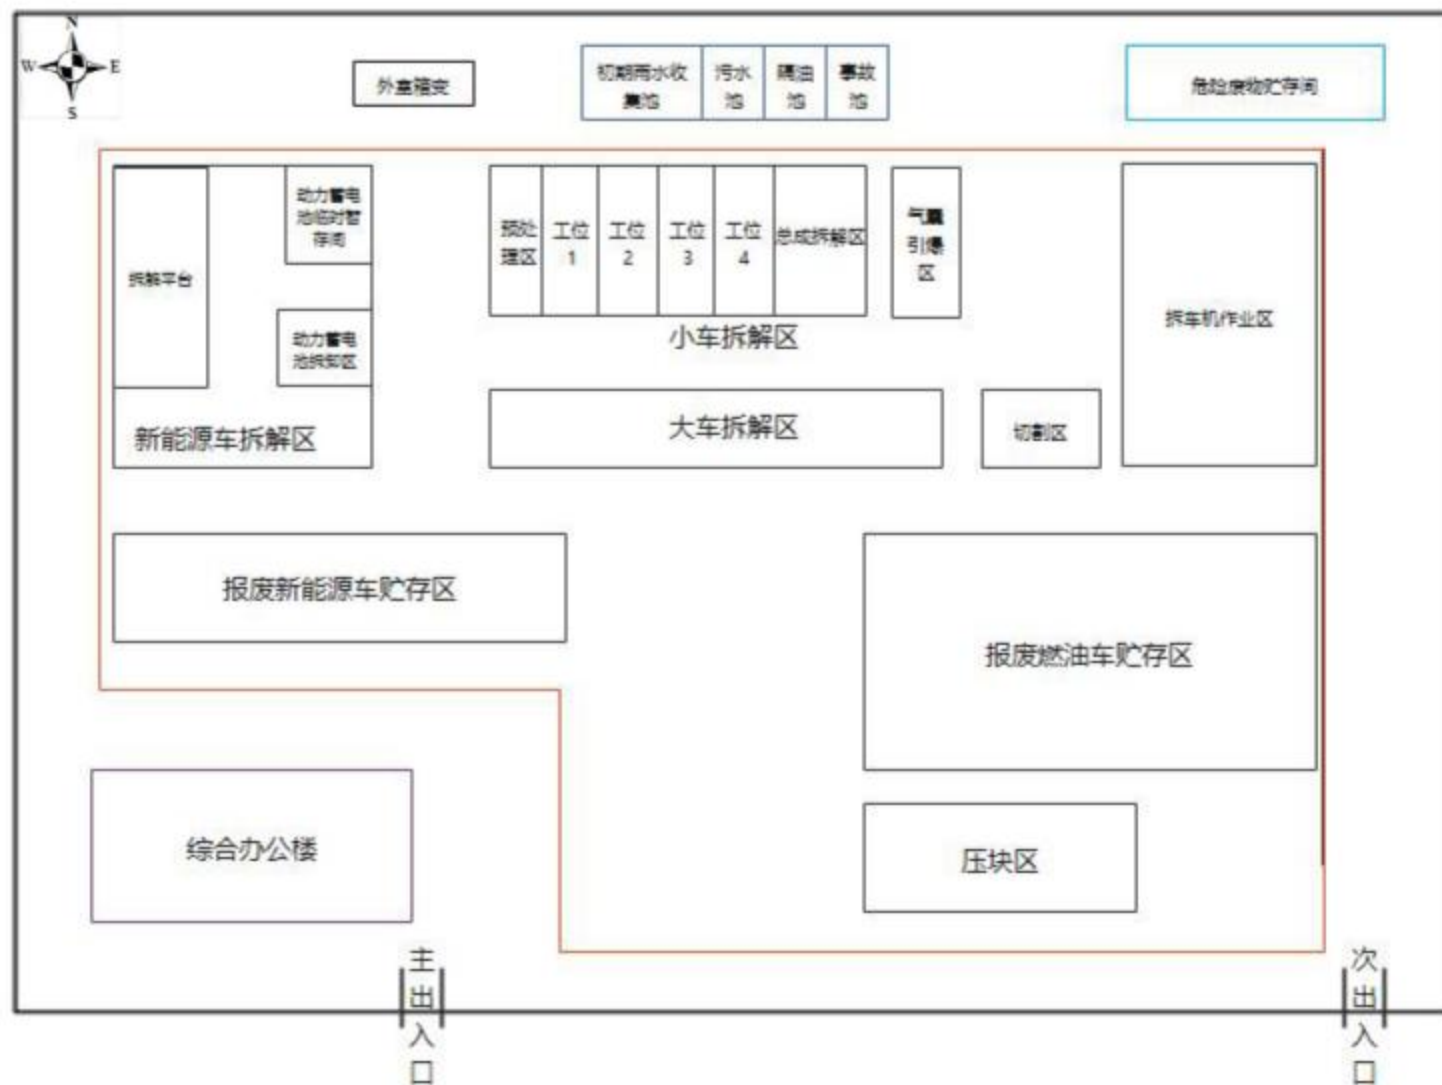 N
W
E
S
外室箱变
初期雨水收
集池
污水
池
隔油
池
事故
池
危险废物贮存间
拆解平台
动力蓄电
池临时暂
存间
动力蓄电
池拆卸区
新能源车拆解区
预处
理区
工位
1
工位
2
工位
3
工位
4
总成拆解区
小车拆解区
气囊
引爆
区
拆车机作业区
大车拆解区
切割区
报废新能源车贮存区
报废燃油车贮存区
综合办公楼
压块区
主
出
入
口
次
出
入
口